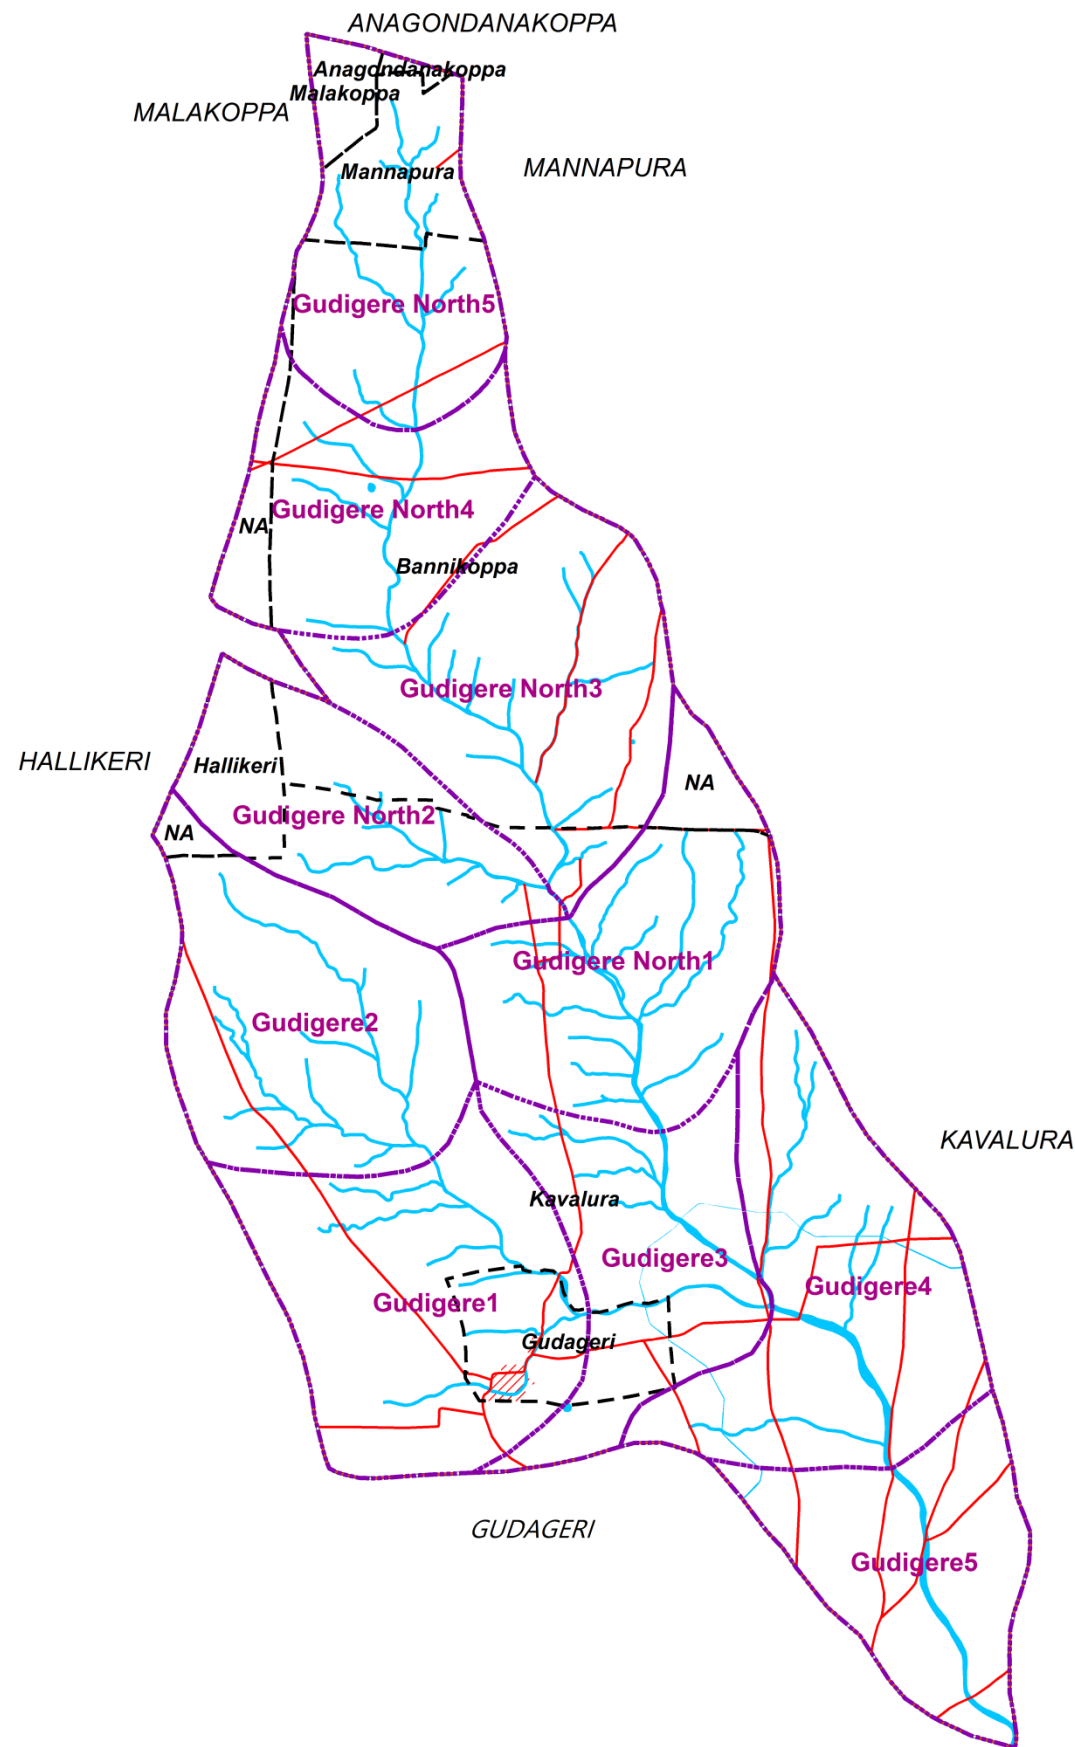 ANAGONDANAKOPPA
Anagondanakoppa
Malakoppa
MALAKOPPA
MANNAPURA
Mannapura
Gudigere North5
Gudigere North4
NA
Bannikoppa
Gudigere North3
HALLIKERI
Hallikeri
NA
Gudigere North2
NA
Gudigere North1
Gudigere2
KAVALURA
Kavalura
Gudigere3
Gudigere4
Gudigere1
Gudageri
GUDAGERI
Gudigere5